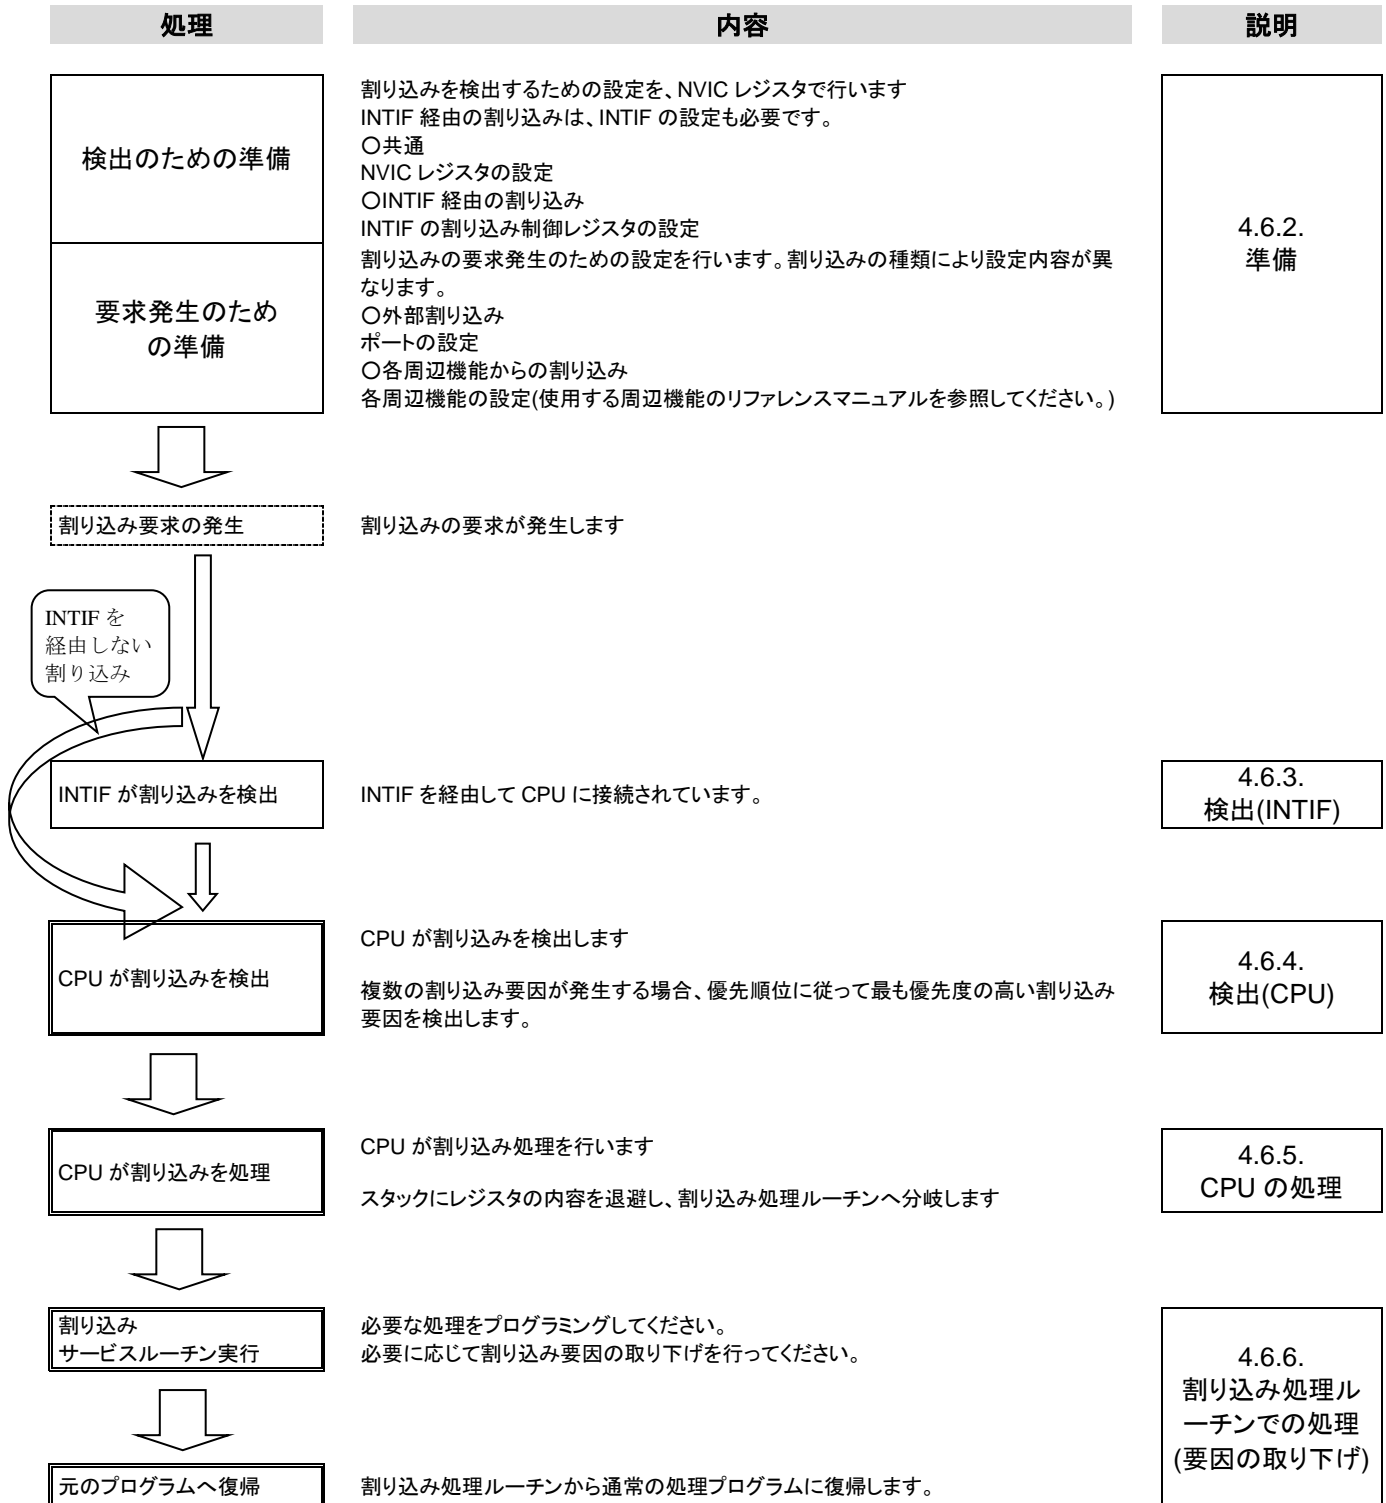 処理
内容
説明
検出のための準備
割り込みを検出するための設定を、NVIC レジスタで行います
INTIF 経由の割り込みは、INTIF の設定も必要です。
〇共通
NVIC レジスタの設定
〇INTIF 経由の割り込み
INTIF の割り込み制御レジスタの設定
4.6.2.
準備
要求発生のため
の準備
割り込みの要求発生のための設定を行います。割り込みの種類により設定内容が異
なります。
〇外部割り込み
ポートの設定
〇各周辺機能からの割り込み
各周辺機能の設定(使用する周辺機能のリファレンスマニュアルを参照してください。)
割り込み要求の発生
割り込みの要求が発生します
INTIF を
経由しない
割り込み
INTIF が割り込みを検出
INTIF を経由して CPU に接続されています。
4.6.3.
検出(INTIF)
CPU が割り込みを検出
CPU が割り込みを検出します
複数の割り込み要因が発生する場合、優先順位に従って最も優先度の高い割り込み
要因を検出します。
4.6.4.
検出(CPU)
CPU が割り込みを処理
CPU が割り込み処理を行います
スタックにレジスタの内容を退避し、割り込み処理ルーチンへ分岐します
4.6.5.
CPU の処理
割り込み
サービスルーチン実行
必要な処理をプログラミングしてください。
必要に応じて割り込み要因の取り下げを行ってください。
4.6.6.
割り込み処理ル
ーチンでの処理
(要因の取り下げ)
元のプログラムへ復帰
割り込み処理ルーチンから通常の処理プログラムに復帰します。